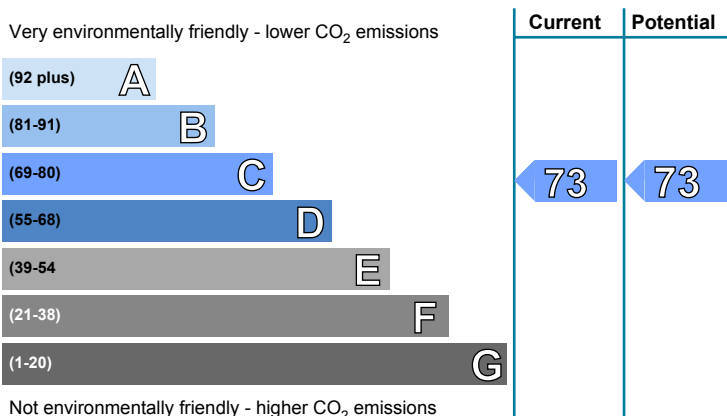 Very environmentally friendly - lower CO₂ emissions
Current Potential
(92 plus) A
(81-91) B
(69-80) C
73 73
(55-68) D
(39-54 E
(21-38) F
(1-20) G
Not environmentally friendly - higher CO₂ emissions